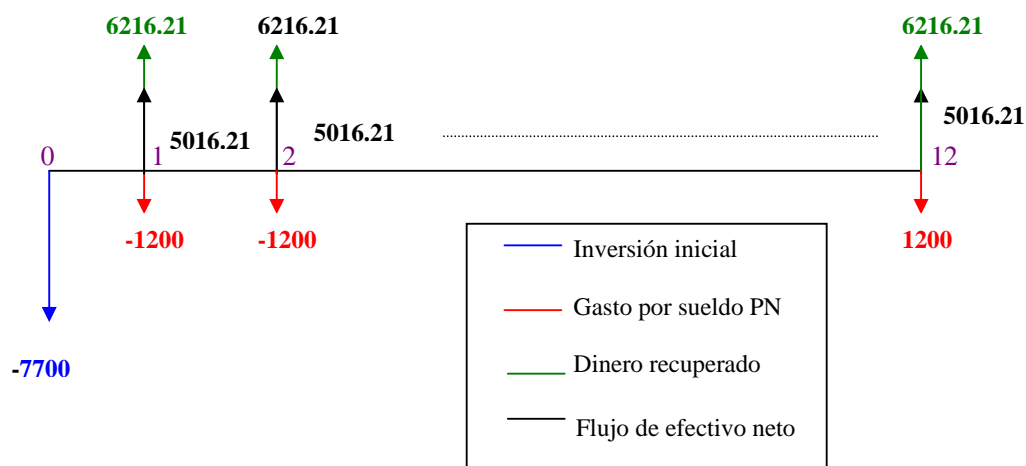 6216.21 6216.21 6216.21
5016.21 5016.21 5016.21
0 1 2 12
-1200 -1200 1200
-7700
Inversión inicial
Gasto por sueldo PN
Dinero recuperado
Flujo de efectivo neto